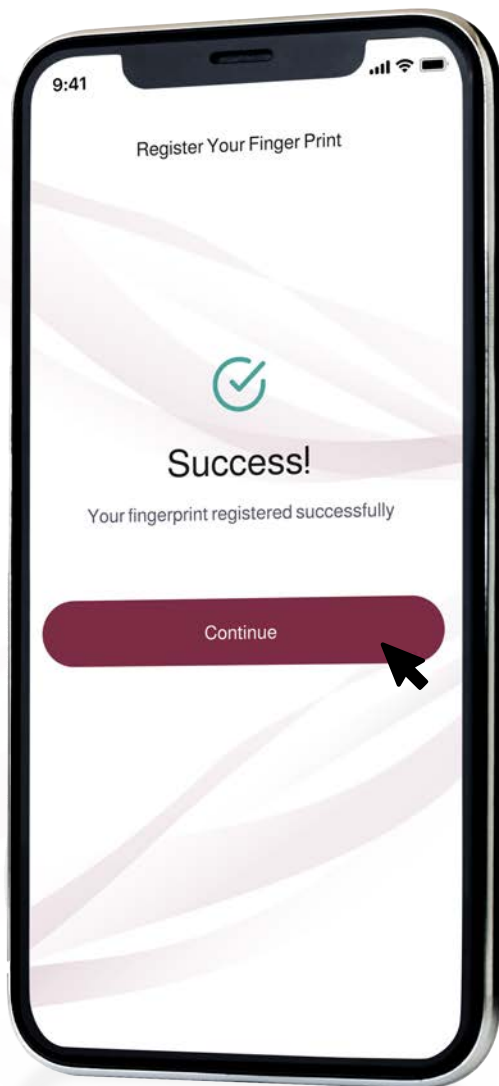 9:41
Register Your Finger Print
Success!
Your fingerprint registered successfully
Continue